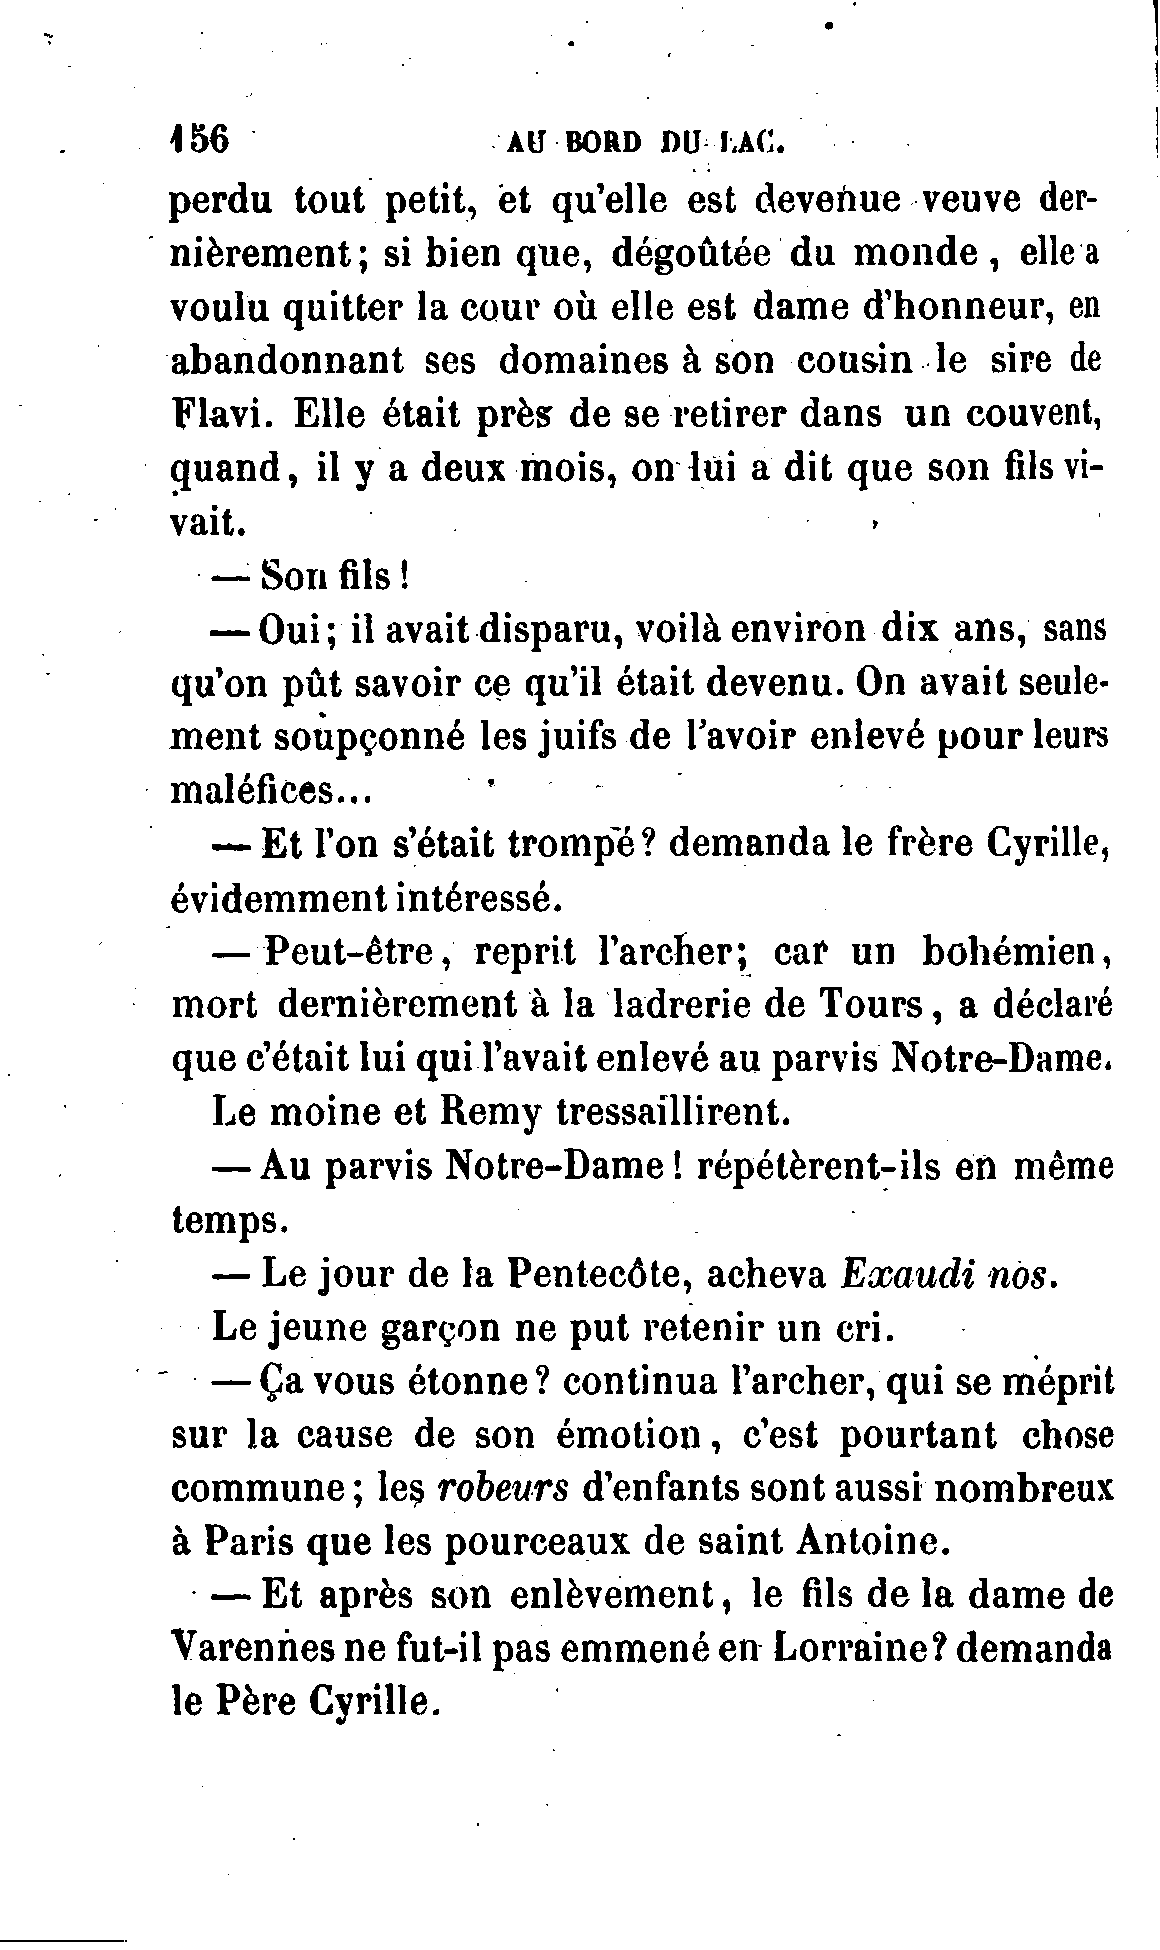 156 AU BORD DU LAC.
perdu tout petit, et qu'elle est devenue veuve der-
nièrement; si bien que, dégoûtée du monde, elle a
voulu quitter la cour où elle est dame d'honneur, en
abandonnant ses domaines à son cousin le sire de
Flavi. Elle était près de se retirer dans un couvent,
quand, il y a deux mois, on lui a dit que son fils vi-
vait.
— Son fils!
— Oui; il avait disparu, voilà environ dix ans, sans
qu'on pût savoir ce qu'il était devenu. On avait seule-
ment soupçonné les juifs de l'avoir enlevé pour leurs
maléfices...
— Et l'on s'était trompé? demanda le frère Cyrille,
évidemment intéressé.
— Peut-être, reprit l'archer; car un bohémien,
mort dernièrement à la ladrerie de Tours, a déclaré
que c'était lui qui l'avait enlevé au parvis Notre-Dame.
Le moine et Remy tressaillirent.
— Au parvis Notre-Dame! répétèrent-ils en même
temps.
— Le jour de la Pentecôte, acheva Exaudi nos.
Le jeune garçon ne put retenir un cri.
— Ça vous étonne? continua l'archer, qui se méprit
sur la cause de son émotion, c'est pourtant chose
commune; les robeurs d'enfants sont aussi nombreux
à Paris que les pourceaux de saint Antoine.
— Et après son enlèvement, le fils de la dame de
Varennes ne fut-il pas emmené en Lorraine? demanda
le Père Cyrille.